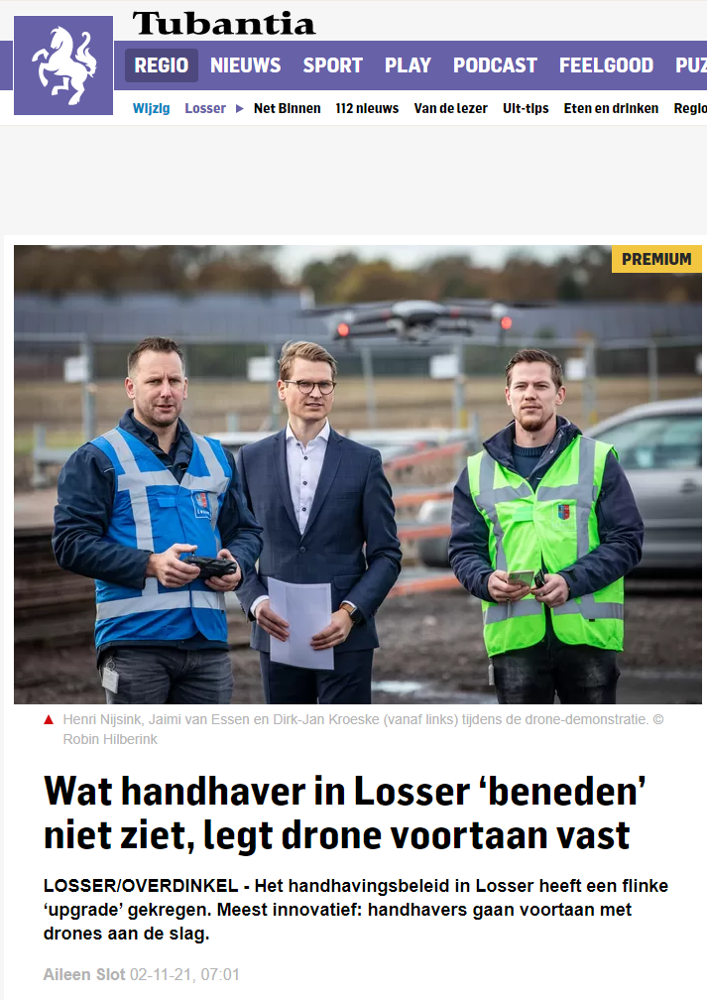 Tubantia
REGIO NIEUWS SPORT PLAY PODCAST FEELGOOD PUZ
Wijzig Losser ▸ Net Binnen 112 nieuws Van de lezer Uit-tips Eten en drinken Regio
PREMIUM
Henri Nijsink, Jaimi van Essen en Dirk-Jan Kroeske (vanaf links) tijdens de drone-demonstratie. ©
Robin Hilberink
Wat handhaver in Losser ‘beneden’
niet ziet, legt drone voortaan vast
LOSSER/OVERDINKEL - Het handhavingsbeleid in Losser heeft een flinke
‘upgrade’ gekregen. Meest innovatief: handhavers gaan voortaan met
drones aan de slag.
Aileen Slot 02-11-21, 07:01